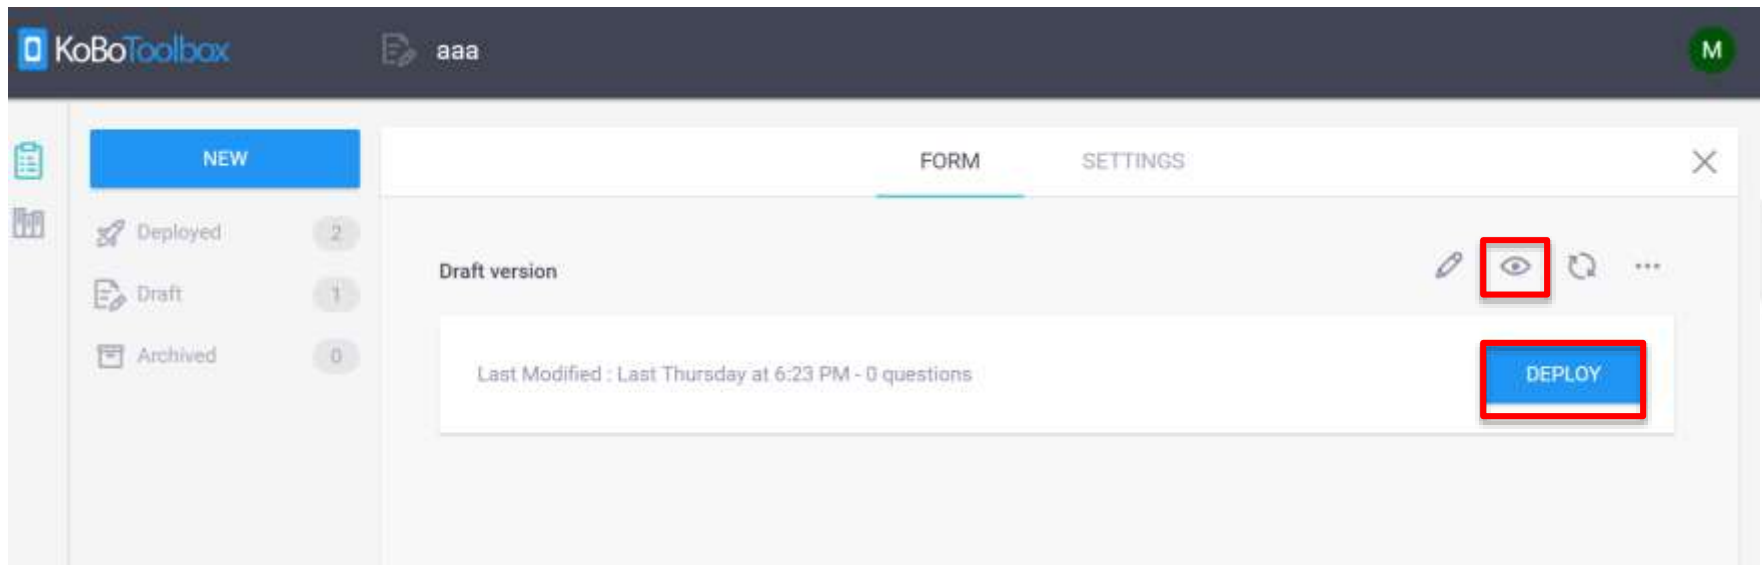 KoBoToolbox
aaa
M
NEW
FORM
SETTINGS
Deployed 2
Draft 1
Archived 0
Draft version
Last Modified : Last Thursday at 6:23 PM - 0 questions
DEPLOY